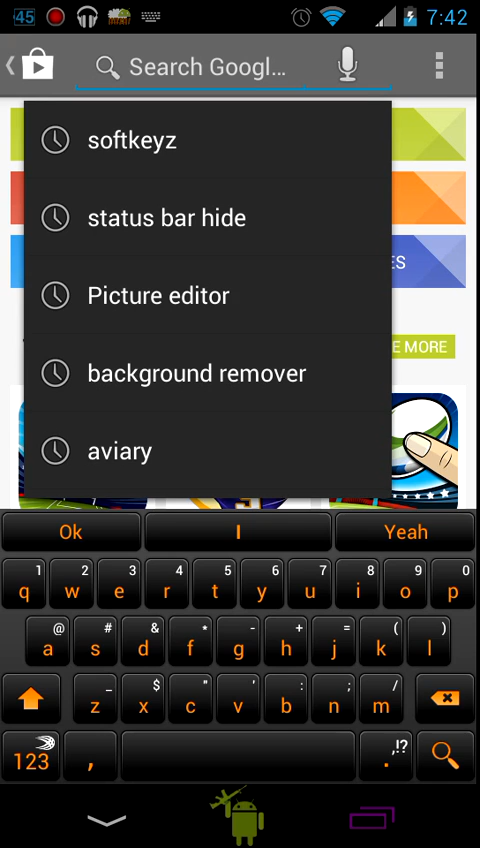 45
7:42
Search Googl...
softkeyz
status bar hide
Picture editor
background remover
aviary
ES
E MORE
Ok I Yeah
1 2 3 4 5 6 7 8 9 0
q w e r t y u i o p
@ # & * - + = ( )
a s d f g h j k l
_ $ " ' : ; /
z x c v b n m
,!?
123 , .